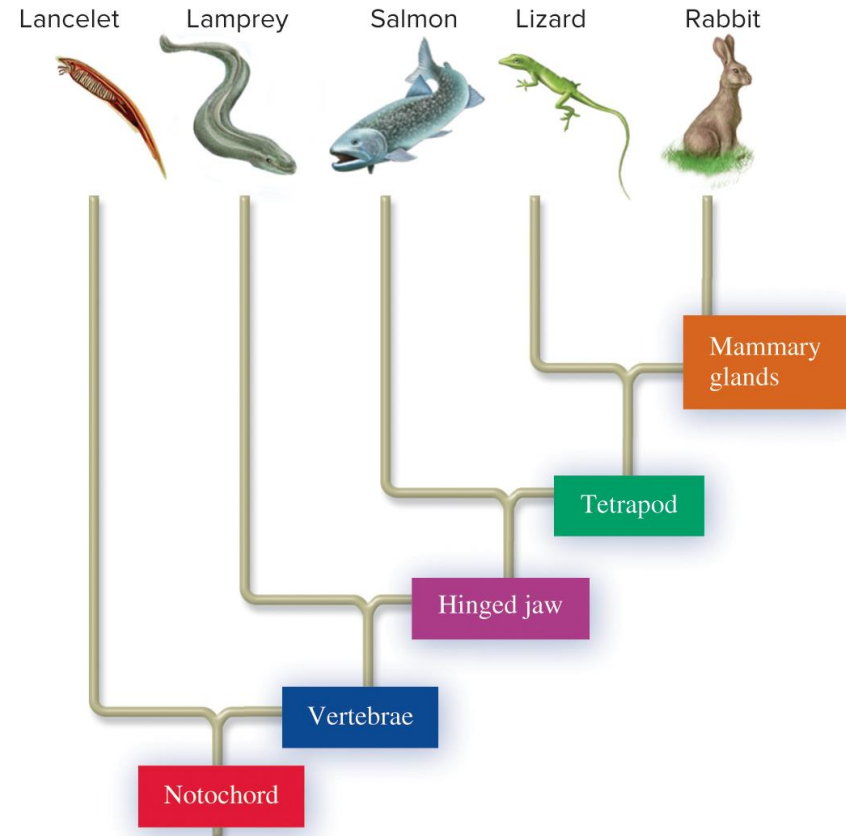 Lancelet Lamprey Salmon Lizard Rabbit
Mammary
glands
Tetrapod
Hinged jaw
Vertebrae
Notochord